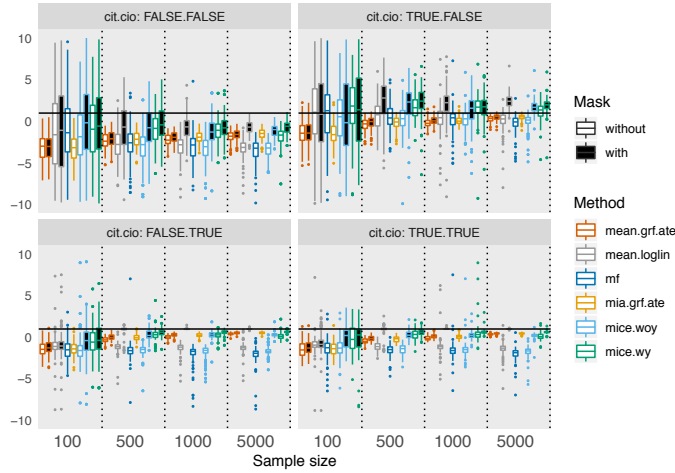 cit.cio: FALSE.FALSE
cit.cio: TRUE.FALSE
10
5
0
−5
−10
cit.cio: FALSE.TRUE
cit.cio: TRUE.TRUE
10
5
0
−5
−10
100
500
1000
5000
100
500
1000
5000
Sample size
Mask
without
with
Method
mean.grf.ate
mean.loglin
mf
mia.grf.ate
mice.woy
mice.wy